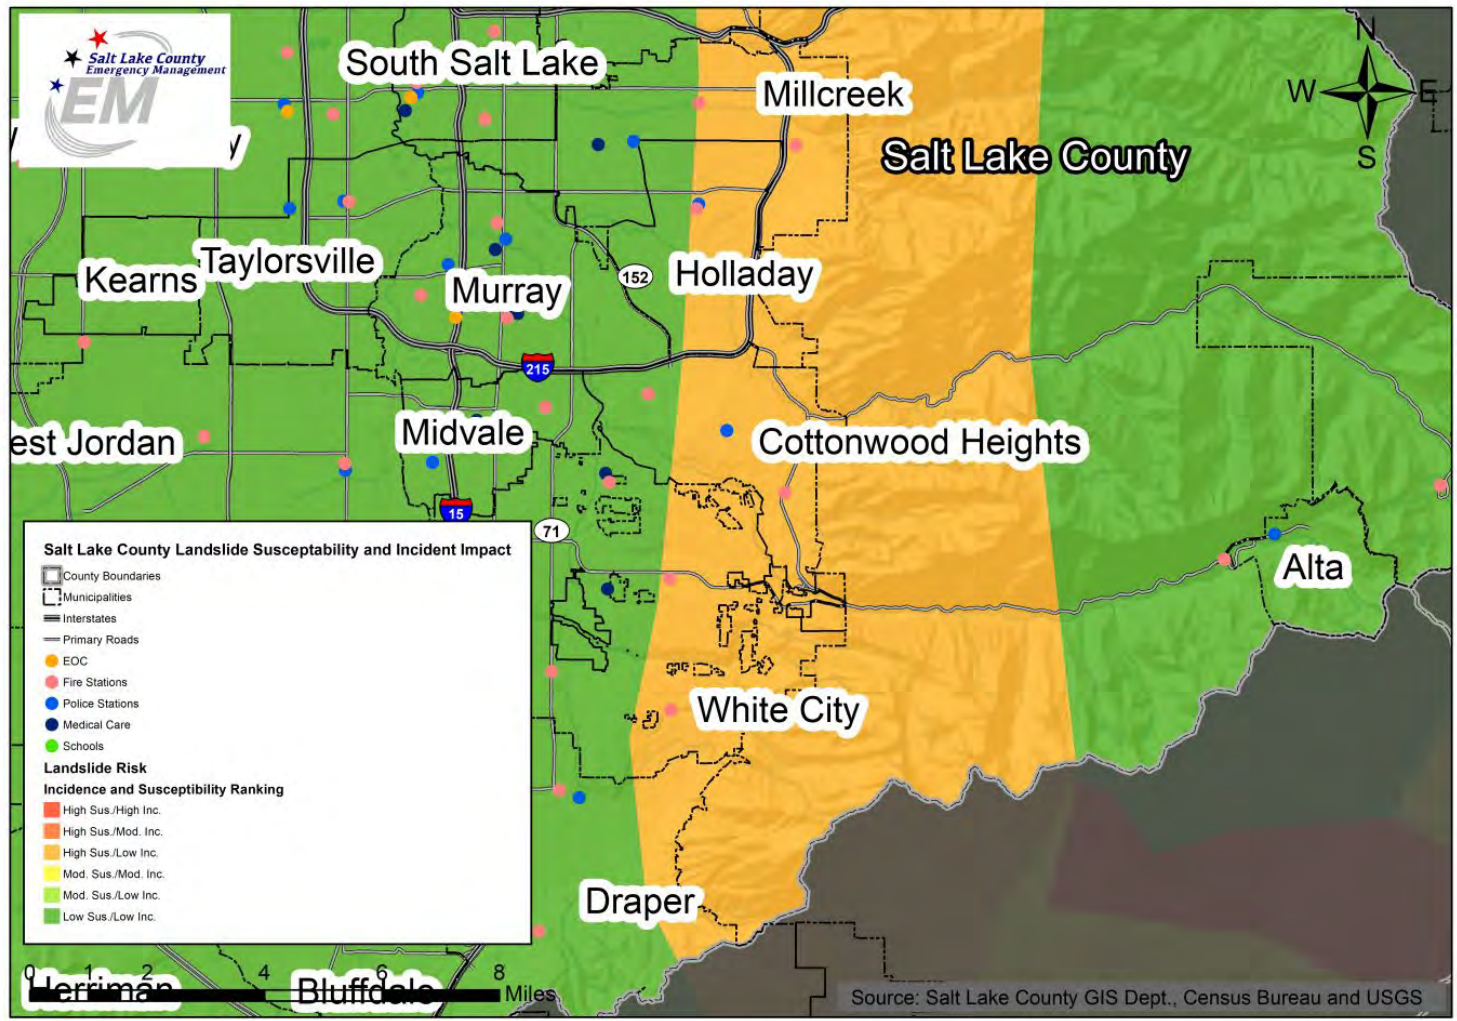 Salt Lake County
Emergency Management
EM
South Salt Lake
Millcreek
N
W
E
S
Salt Lake County
Taylorsville
Kearns
Murray
152
Holladay
215
est Jordan
Midvale
Cottonwood Heights
15
71
Alta
White City
Draper
Salt Lake County Landslide Susceptability and Incident Impact
County Boundaries
Municipalities
Interstates
Primary Roads
EOC
Fire Stations
Police Stations
Medical Care
Schools
Landslide Risk
Incidence and Susceptibility Ranking
High Sus./High Inc.
High Sus./Mod. Inc.
High Sus./Low Inc.
Mod. Sus./Mod. Inc.
Mod. Sus./Low Inc.
Low Sus./Low Inc.
0 1 2 4 6 8
Miles
Herriman
Bluffdale
Source: Salt Lake County GIS Dept., Census Bureau and USGS